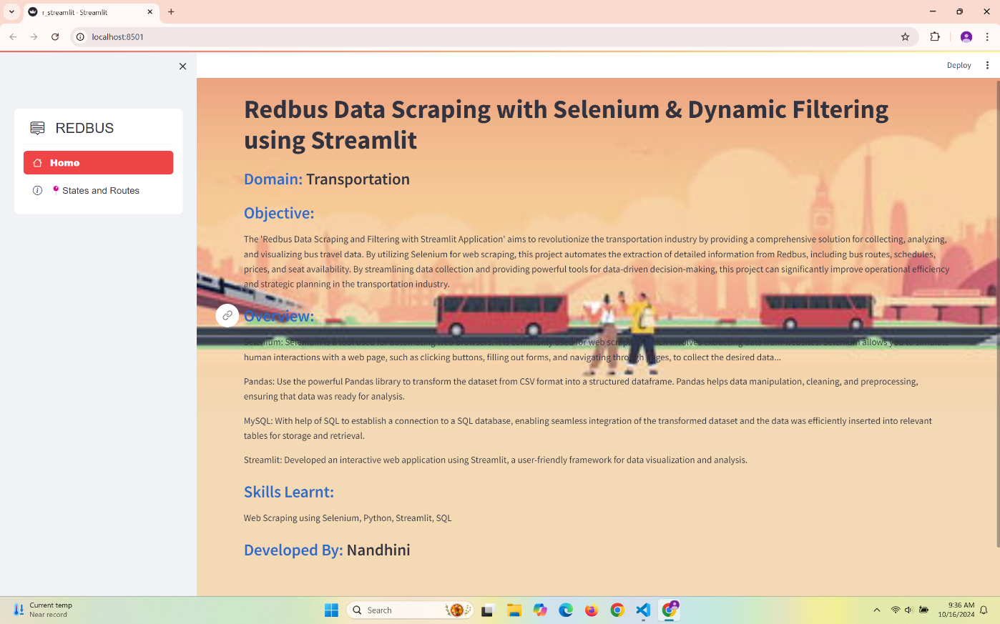 r_streamlit · Streamlit
localhost:8501
Deploy
REDBUS
Home
States and Routes
Redbus Data Scraping with Selenium & Dynamic Filtering
using Streamlit
Domain: Transportation
Objective:
The 'Redbus Data Scraping and Filtering with Streamlit Application' aims to revolutionize the transportation industry by providing a comprehensive solution for collecting, analyzing,
and visualizing bus travel data. By utilizing Selenium for web scraping, this project automates the extraction of detailed information from Redbus, including bus routes, schedules,
prices, and seat availability. By streamlining data collection and providing powerful tools for data-driven decision-making, this project can significantly improve operational efficiency
and strategic planning in the transportation industry.
Overview:
Selenium: Selenium is a tool used for automating web browsers. It is commonly used for web scraping, which involves extracting data from websites. Selenium allows you to simulate
human interactions with a web page, such as clicking buttons, filling out forms, and navigating through pages, to collect the desired data...
Pandas: Use the powerful Pandas library to transform the dataset from CSV format into a structured dataframe. Pandas helps data manipulation, cleaning, and preprocessing,
ensuring that data was ready for analysis.
MySQL: With help of SQL to establish a connection to a SQL database, enabling seamless integration of the transformed dataset and the data was efficiently inserted into relevant
tables for storage and retrieval.
Streamlit: Developed an interactive web application using Streamlit, a user-friendly framework for data visualization and analysis.
Skills Learnt:
Web Scraping using Selenium, Python, Streamlit, SQL
Developed By: Nandhini
Current temp
Near record
Search
9:36 AM
10/16/2024